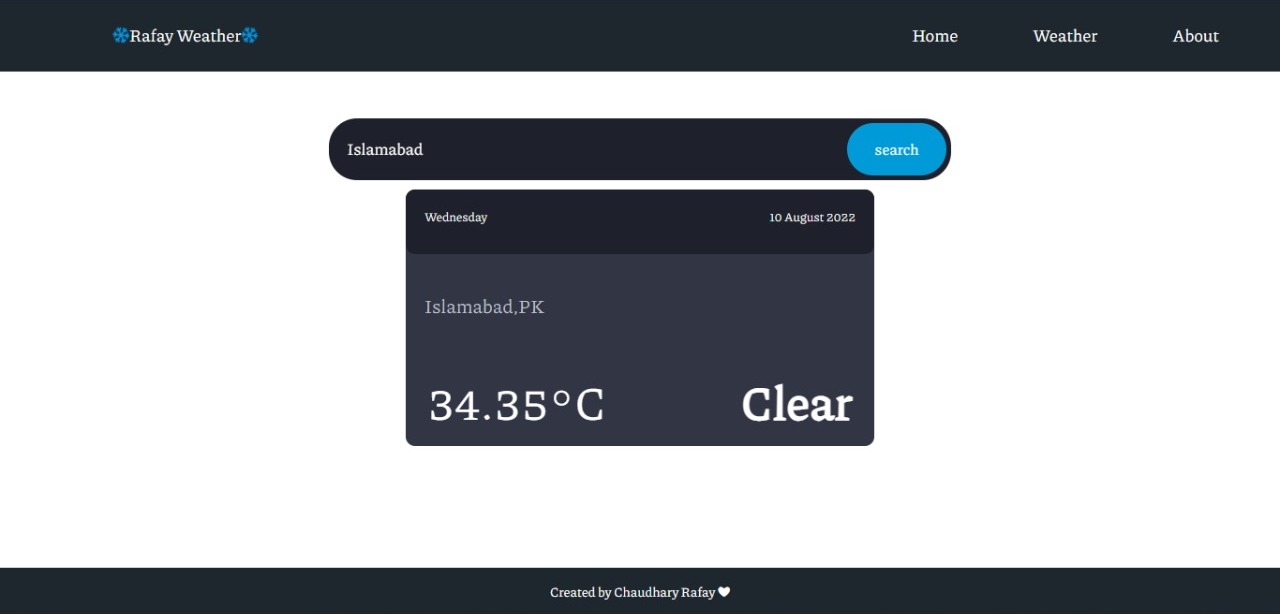 ❄Rafay Weather❄ Home Weather About
Islamabad search
Wednesday 10 August 2022
Islamabad,PK
34.35°C Clear
Created by Chaudhary Rafay ❤